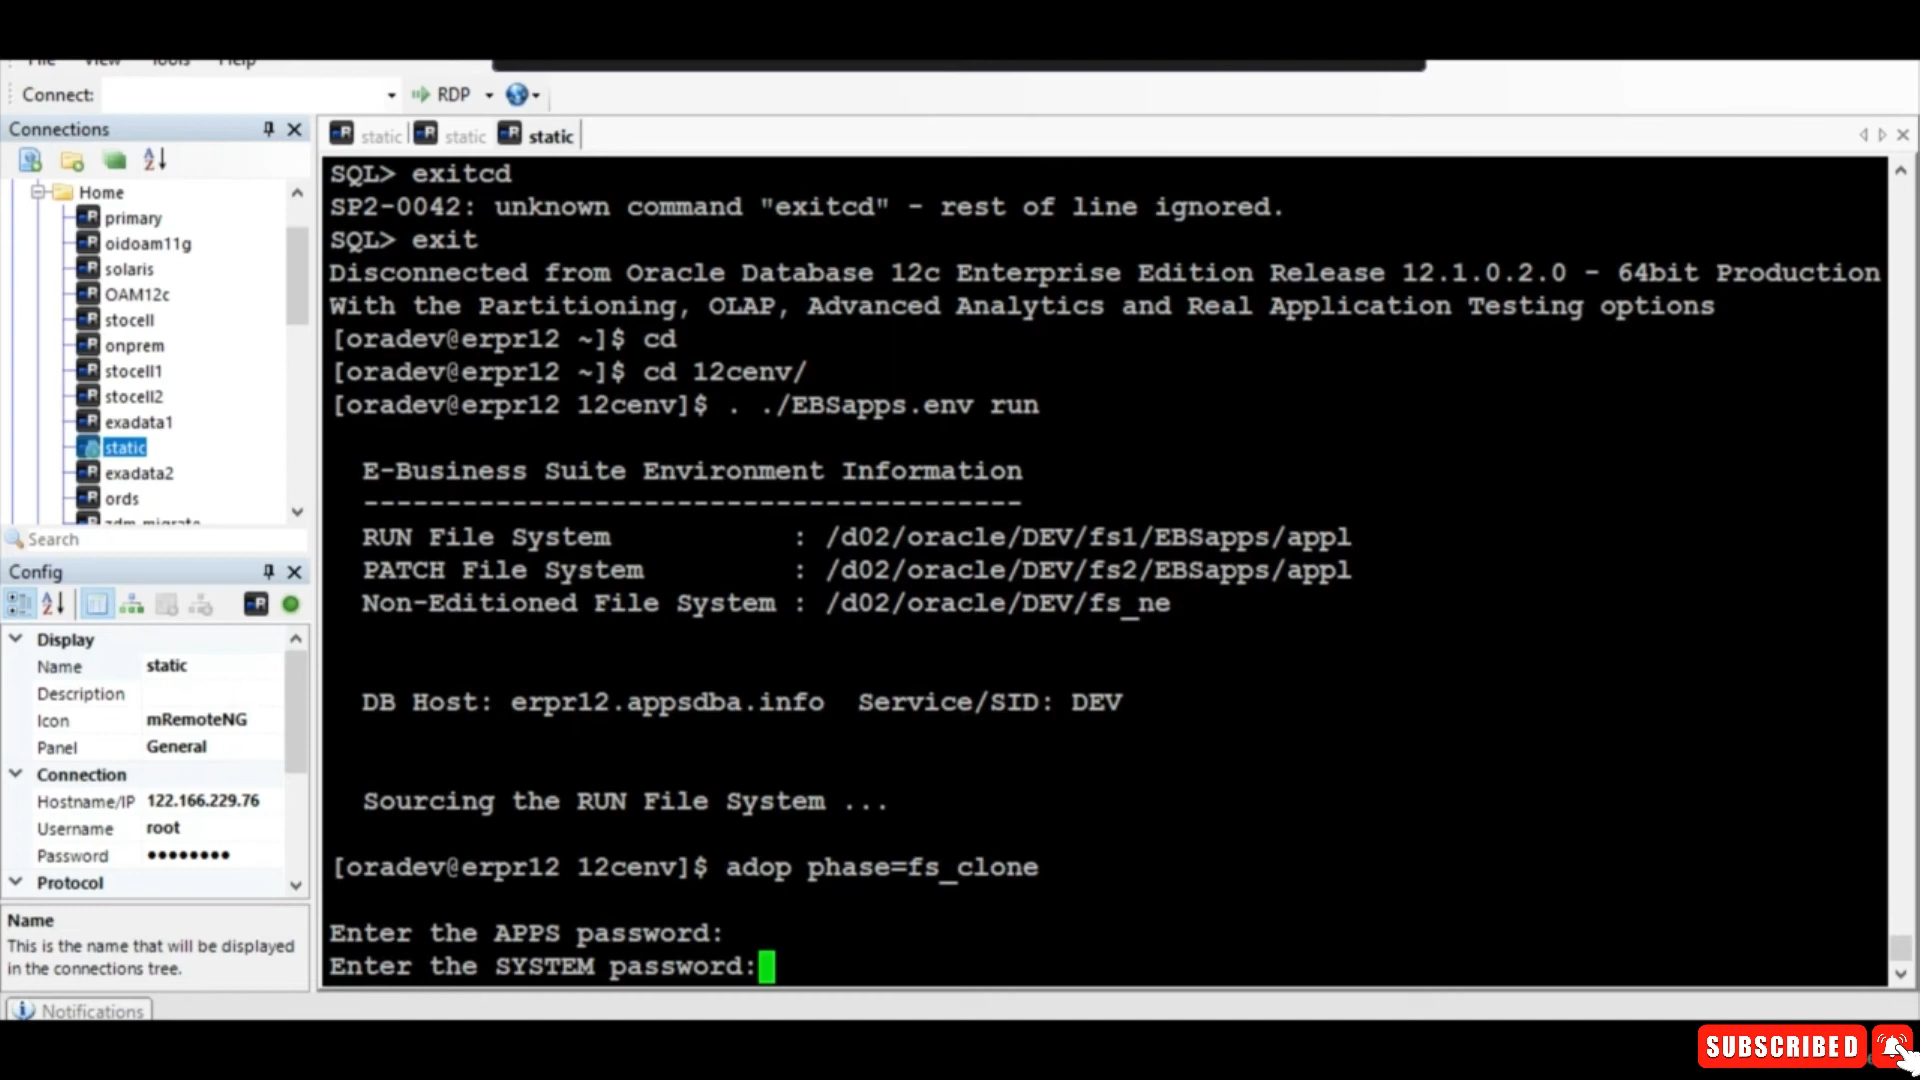 File View Tools Help
Connect: RDP
Connections
static static static
Home
primary
oidoam11g
solaris
OAM12c
stocell
onprem
stocell1
stocell2
exadata1
static
exadata2
ords
zdm_migrate
Search
Config
Display
Name static
Description
Icon mRemoteNG
Panel General
Connection
Hostname/IP 122.166.229.76
Username root
Password ●●●●●●●●
Protocol
Name
This is the name that will be displayed
in the connections tree.
Notifications
SQL> exitcd
SP2-0042: unknown command "exitcd" - rest of line ignored.
SQL> exit
Disconnected from Oracle Database 12c Enterprise Edition Release 12.1.0.2.0 - 64bit Production
With the Partitioning, OLAP, Advanced Analytics and Real Application Testing options
[oradev@erpr12 ~]$ cd
[oradev@erpr12 ~]$ cd 12cenv/
[oradev@erpr12 12cenv]$ . ./EBSapps.env run
E-Business Suite Environment Information
----------------------------------------
RUN File System : /d02/oracle/DEV/fs1/EBSapps/appl
PATCH File System : /d02/oracle/DEV/fs2/EBSapps/appl
Non-Editioned File System : /d02/oracle/DEV/fs_ne
DB Host: erpr12.appsdba.info Service/SID: DEV
Sourcing the RUN File System ...
[oradev@erpr12 12cenv]$ adop phase=fs_clone
Enter the APPS password:
Enter the SYSTEM password:
SUBSCRIBED